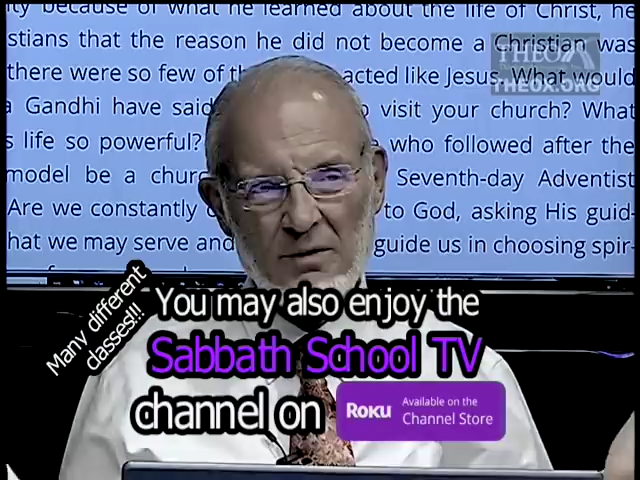 ity because of what he learned about the life of Christ, he
stians that the reason he did not become a Christian was
there were so few of th acted like Jesus. What would
a Gandhi have said o visit your church? What
s life so powerful? e who followed after the
model be a churc Seventh-day Adventist
Are we constantly to God, asking His guid-
hat we may serve and guide us in choosing spir-
THEOX
THEOX.ORG
Many different
classes!!!
You may also enjoy the
Sabbath School TV
channel on
ROKU
Available on the
Channel Store